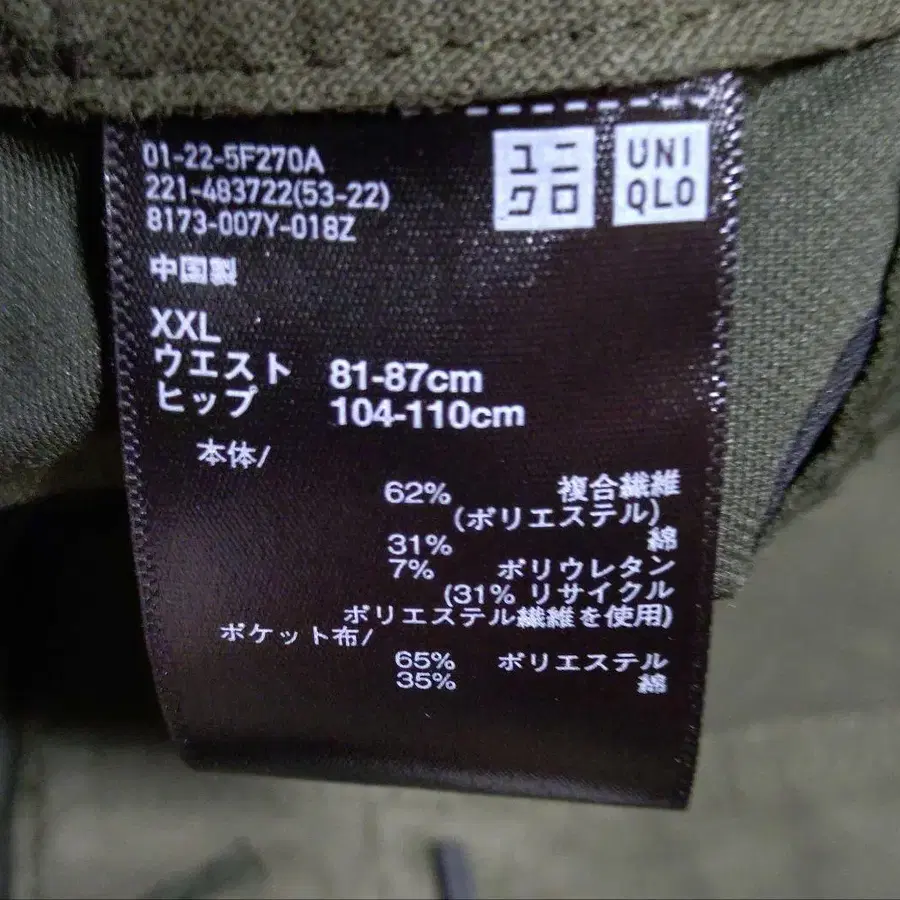 01-22-5F270A
221-483722(53-22)
8173-007Y-018Z
ユニ
クロ
UNI
QLO
中国製
XXL
ウエスト 81-87cm
ヒップ 104-110cm
本体/
62% 複合繊維
(ポリエステル)
31% 綿
7% ポリウレタン
(31% リサイクル
ポリエステル繊維を使用)
ポケット布/
65% ポリエステル
35% 綿